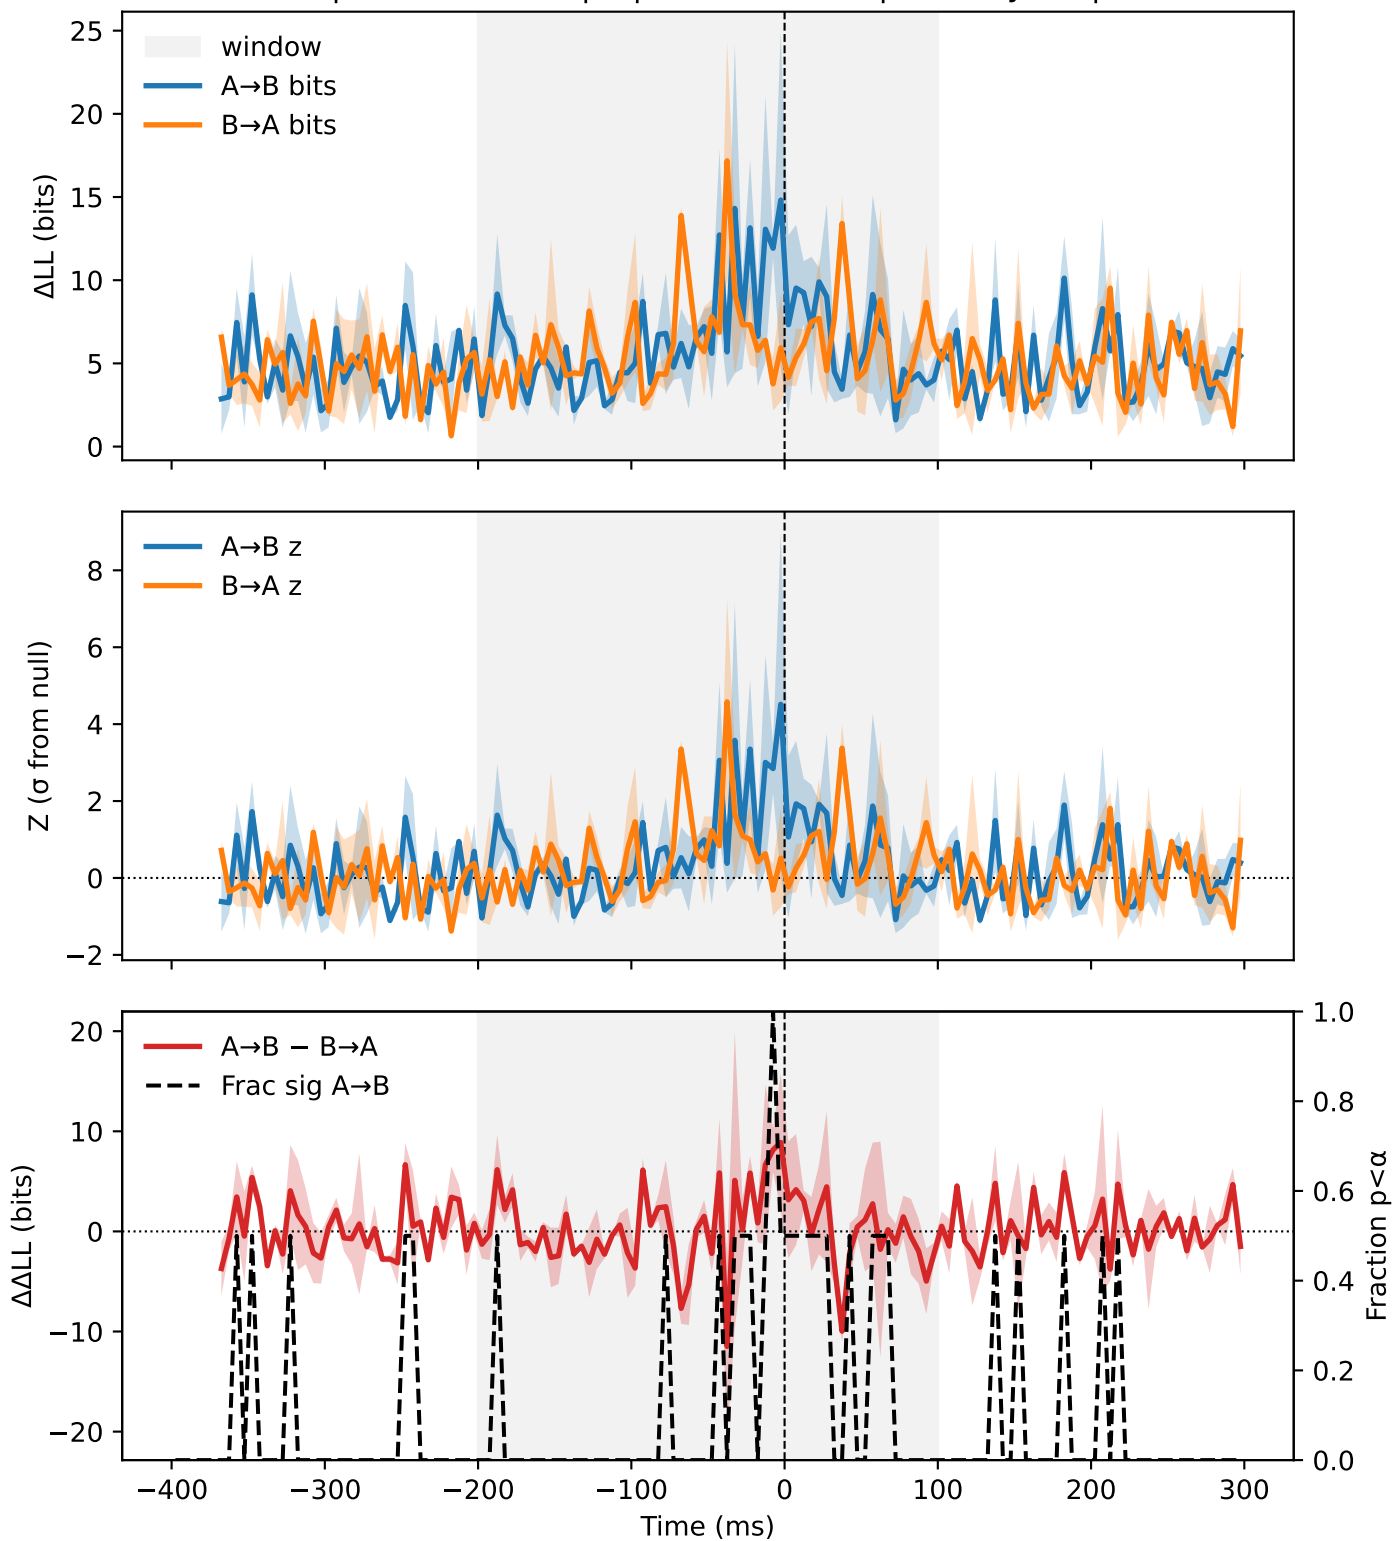 25
20
15
10
5
0
ΔLL (bits)
window
A→B bits
B→A bits
8
6
4
2
0
−2
Z (σ from null)
A→B z
B→A z
20
10
0
−10
−20
ΔΔLL (bits)
A→B − B→A
Frac sig A→B
1.0
0.8
0.6
0.4
0.2
0.0
Fraction p<α
−400 −300 −200 −100 0 100 200 300
Time (ms)